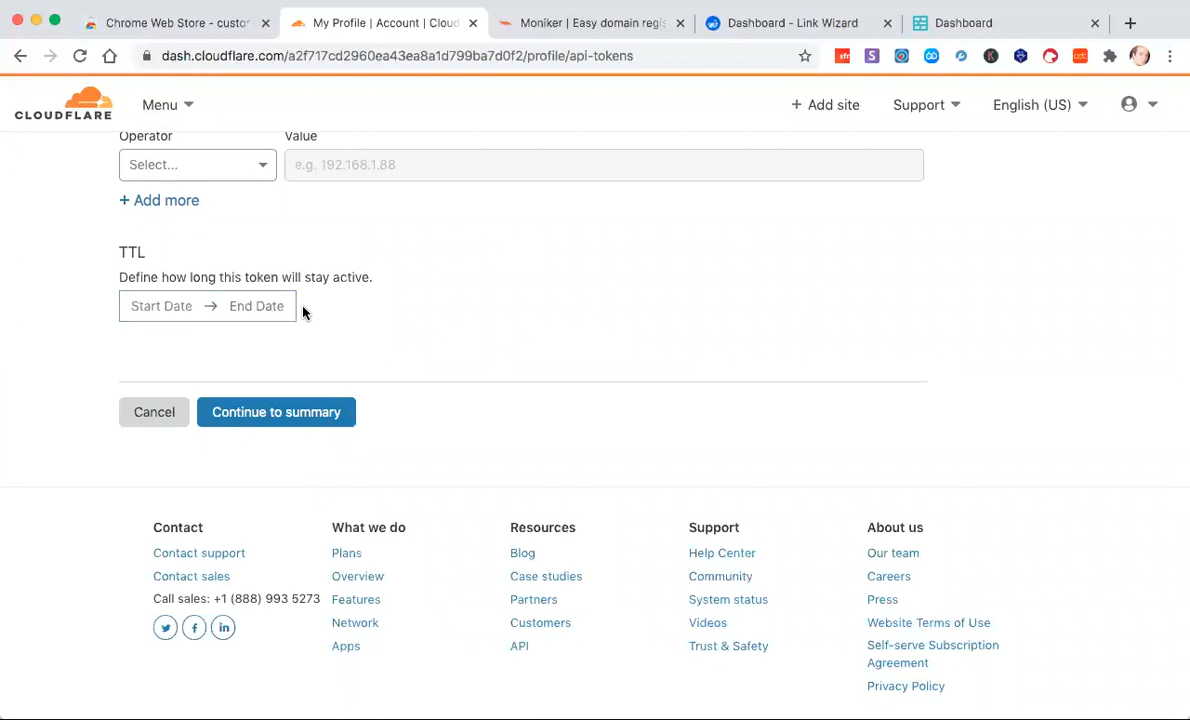 Chrome Web Store - custor
My Profile | Account | Cloud
Moniker | Easy domain regis
Dashboard - Link Wizard
Dashboard
dash.cloudflare.com/a2f717cd2960ea43ea8a1d799ba7d0f2/profile/api-tokens
CLOUDFLARE
Menu
+ Add site
Support
English (US)
Operator
Value
Select...
e.g. 192.168.1.88
+ Add more
TTL
Define how long this token will stay active.
Start Date → End Date
Cancel
Continue to summary
Contact
Contact support
Contact sales
Call sales: +1 (888) 993 5273
What we do
Plans
Overview
Features
Network
Apps
Resources
Blog
Case studies
Partners
Customers
API
Support
Help Center
Community
System status
Videos
Trust & Safety
About us
Our team
Careers
Press
Website Terms of Use
Self-serve Subscription
Agreement
Privacy Policy